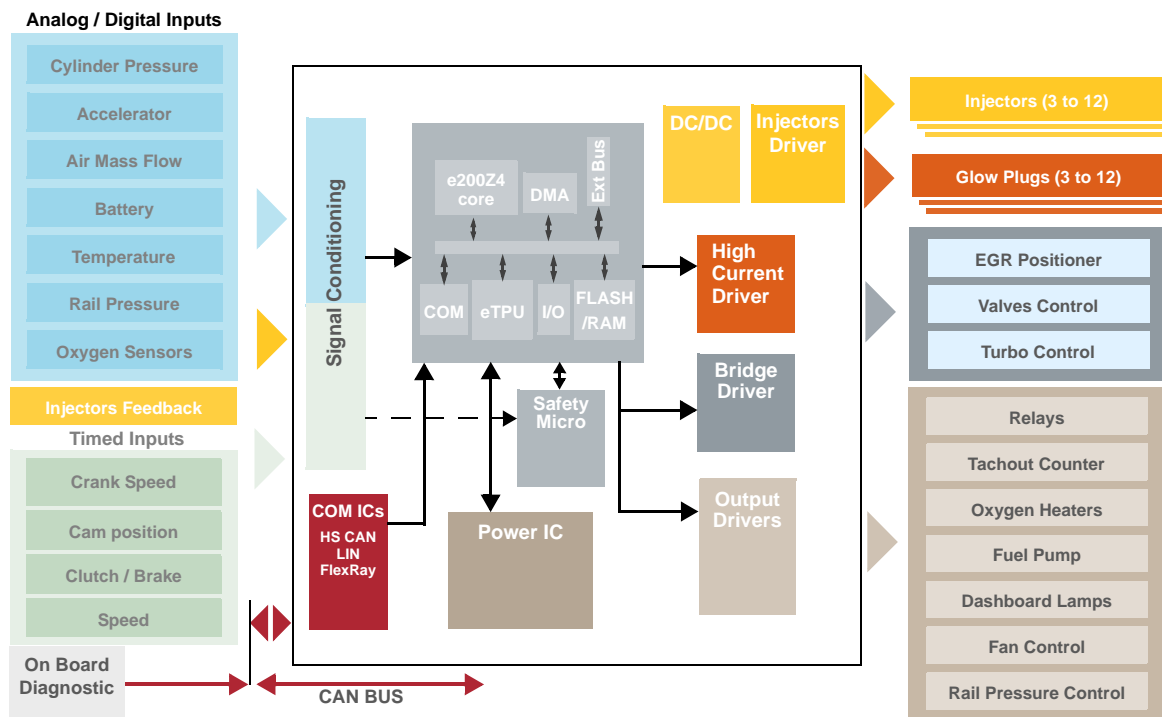 Analog / Digital Inputs
Cylinder Pressure
Accelerator
Air Mass Flow
Battery
Temperature
Rail Pressure
Oxygen Sensors
Injectors Feedback
Timed Inputs
Crank Speed
Cam position
Clutch / Brake
Speed
On Board
Diagnostic
CAN BUS
Signal Conditioning
e200Z4
core
DMA
Ext Bus
COM
eTPU
I/O
FLASH
/RAM
Safety
Micro
COM ICs
HS CAN
LIN
FlexRay
Power IC
DC/DC
Injectors
Driver
High
Current
Driver
Bridge
Driver
Output
Drivers
Injectors (3 to 12)
Glow Plugs (3 to 12)
EGR Positioner
Valves Control
Turbo Control
Relays
Tachout Counter
Oxygen Heaters
Fuel Pump
Dashboard Lamps
Fan Control
Rail Pressure Control